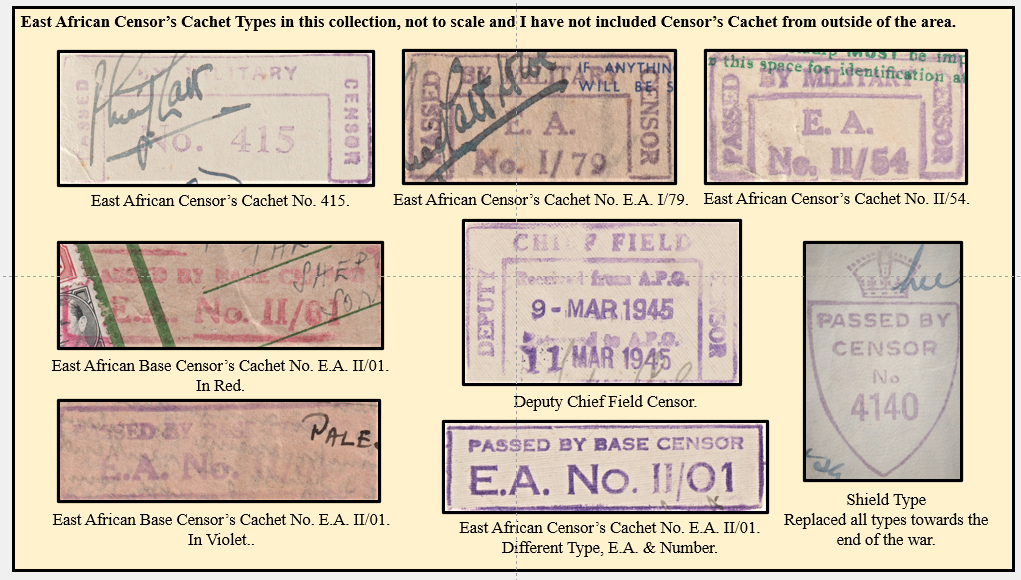 East African Censor’s Cachet Types in this collection, not to scale and I have not included Censor’s Cachet from outside of the area.
MILITARY
CENSOR
No. 415
East African Censor’s Cachet No. 415.
IF ANYTHIN
WILL BE S
E. A.
No. I/79
East African Censor’s Cachet No. E.A. I/79.
MUST be imp
this space for identification a
PASSED
BY MILITARY
CENSOR
E. A.
No. II/54
East African Censor’s Cachet No. II/54.
PASSED BY BASE
E.A. No. II/01
East African Base Censor’s Cachet No. E.A. II/01.
In Red.
PALE.
E.A. No.
East African Base Censor’s Cachet No. E.A. II/01.
In Violet..
CHIEF FIELD
DEPUTY
Received from A.P.O.
9-MAR 1945
to A.P.O.
11 MAR 1945
Deputy Chief Field Censor.
PASSED BY BASE CENSOR
E.A. No. II/01
East African Censor’s Cachet No. E.A. II/01.
Different Type, E.A. & Number.
PASSED BY
CENSOR
No
4140
Shield Type
Replaced all types towards the
end of the war.